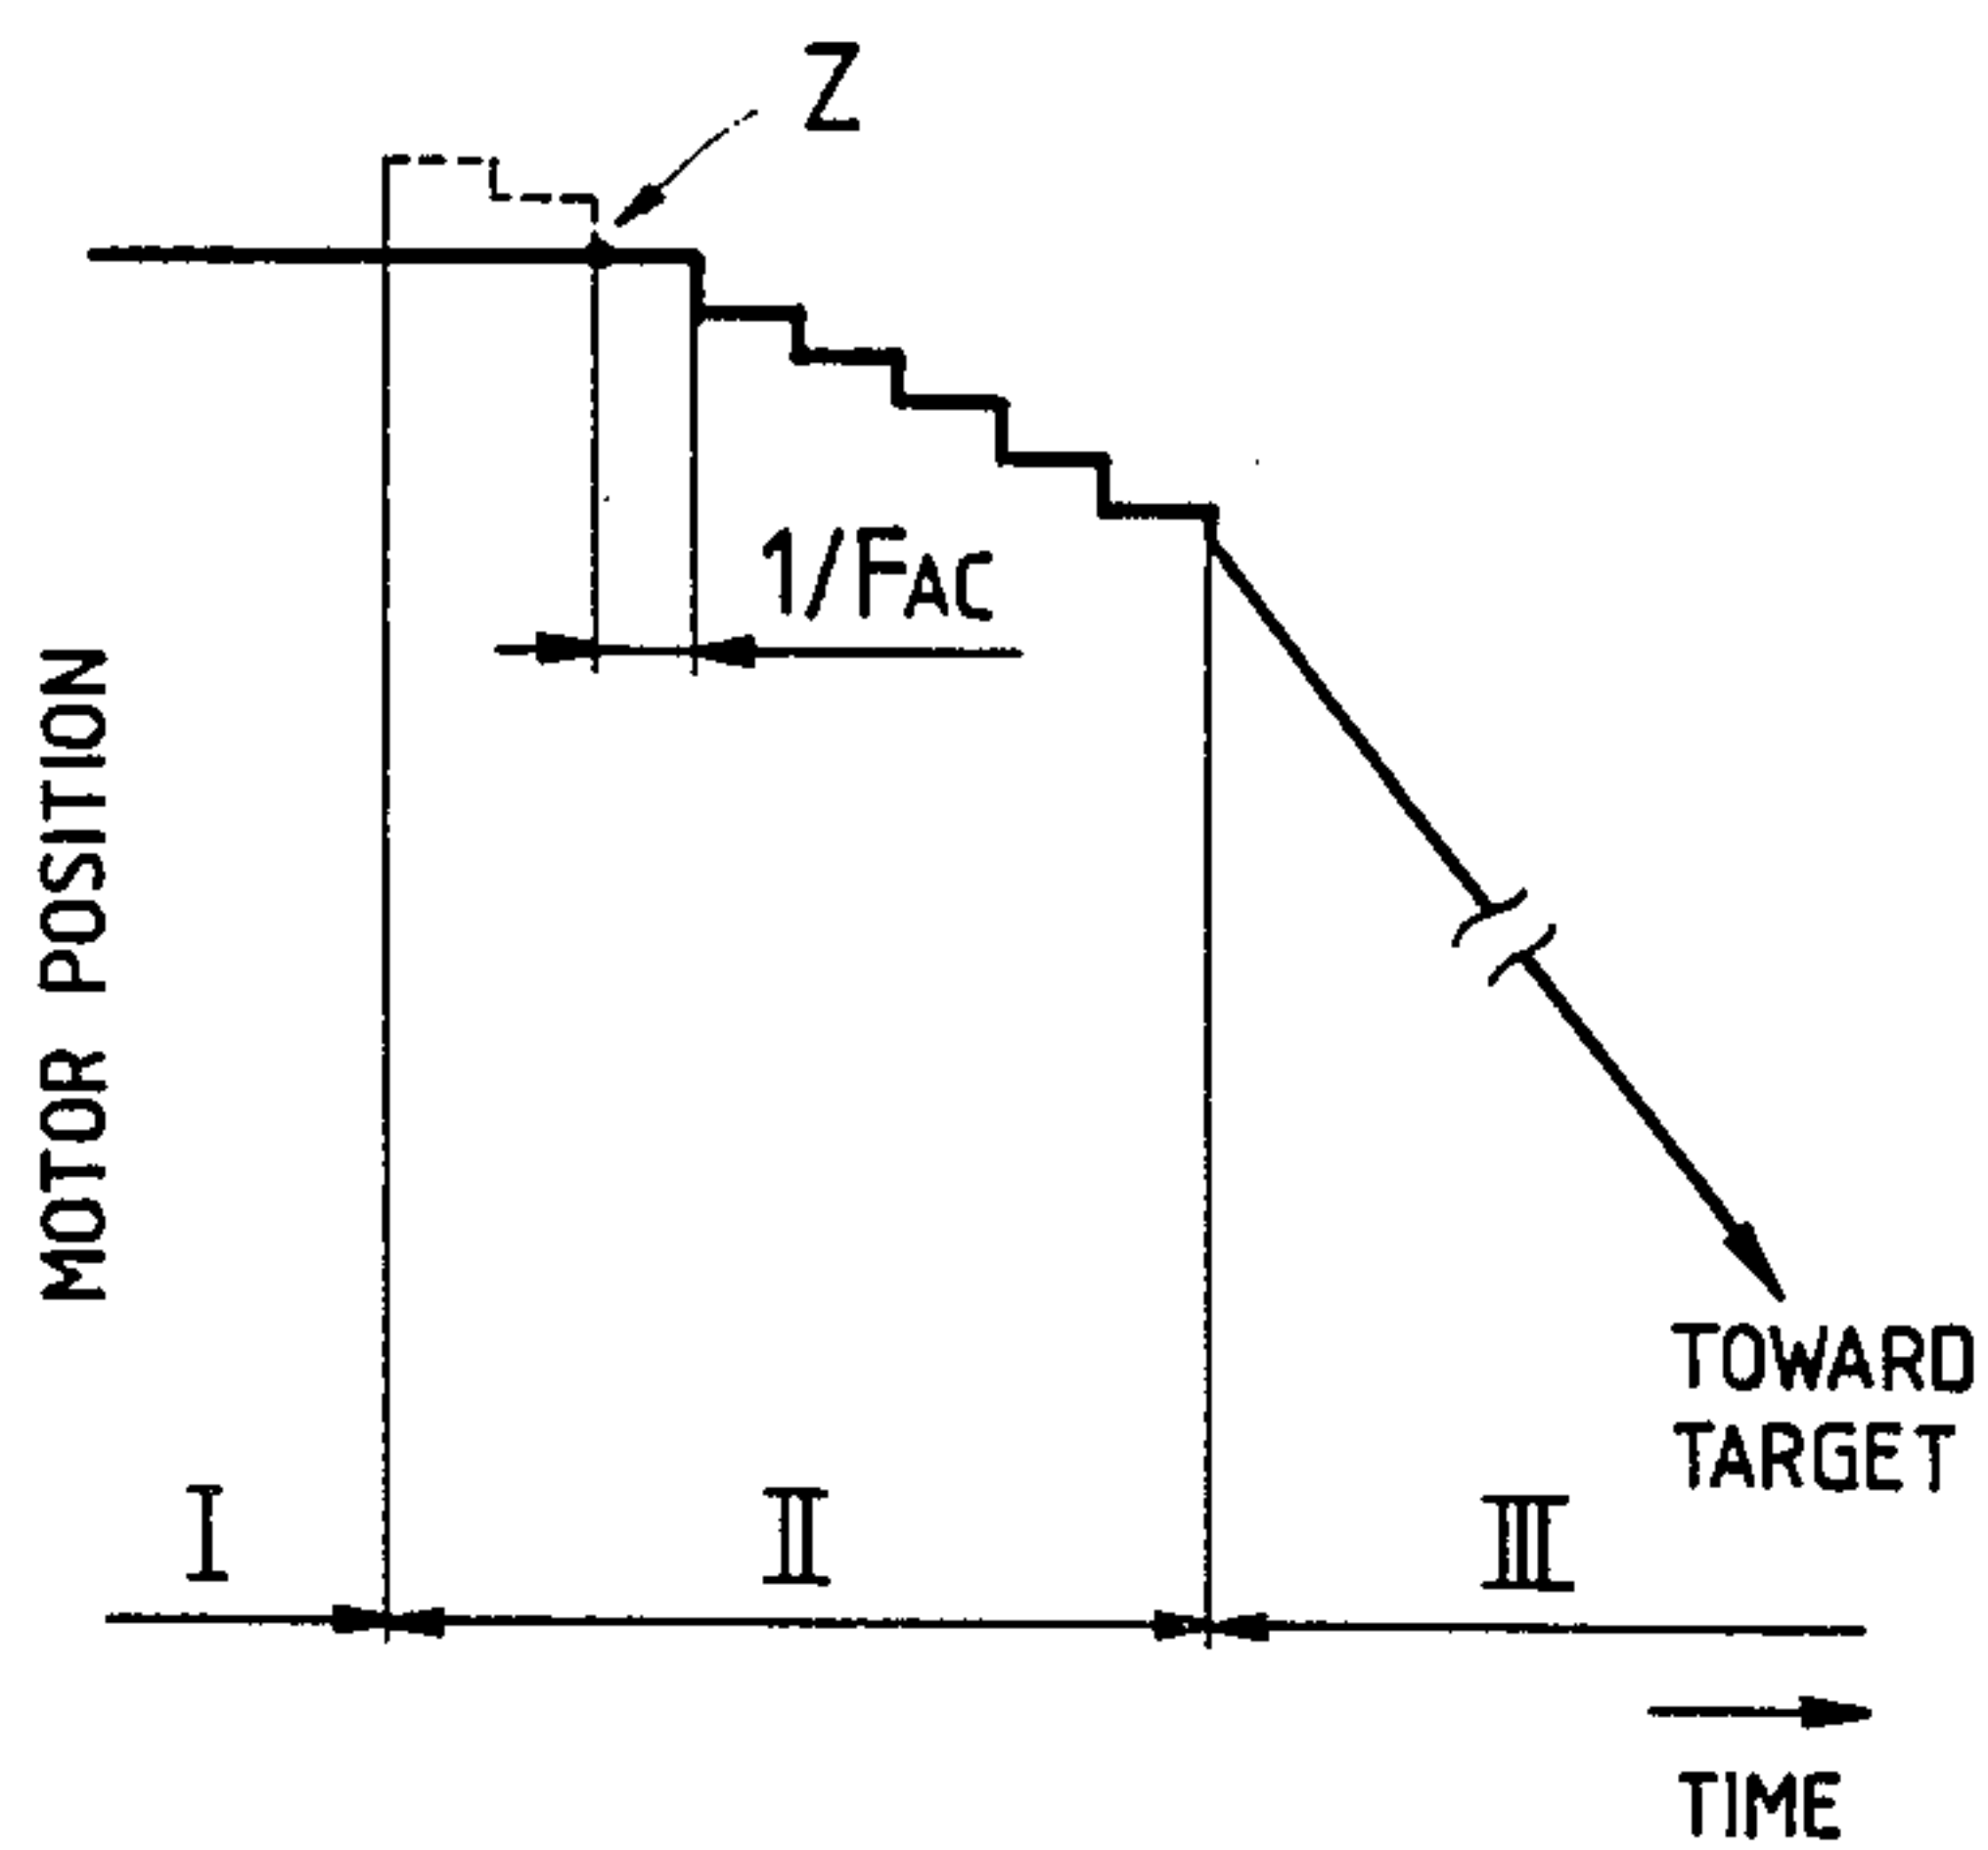 Z
1/FAC
MOTOR POSITION
TOWARD
TARGET
I
II
III
TIME